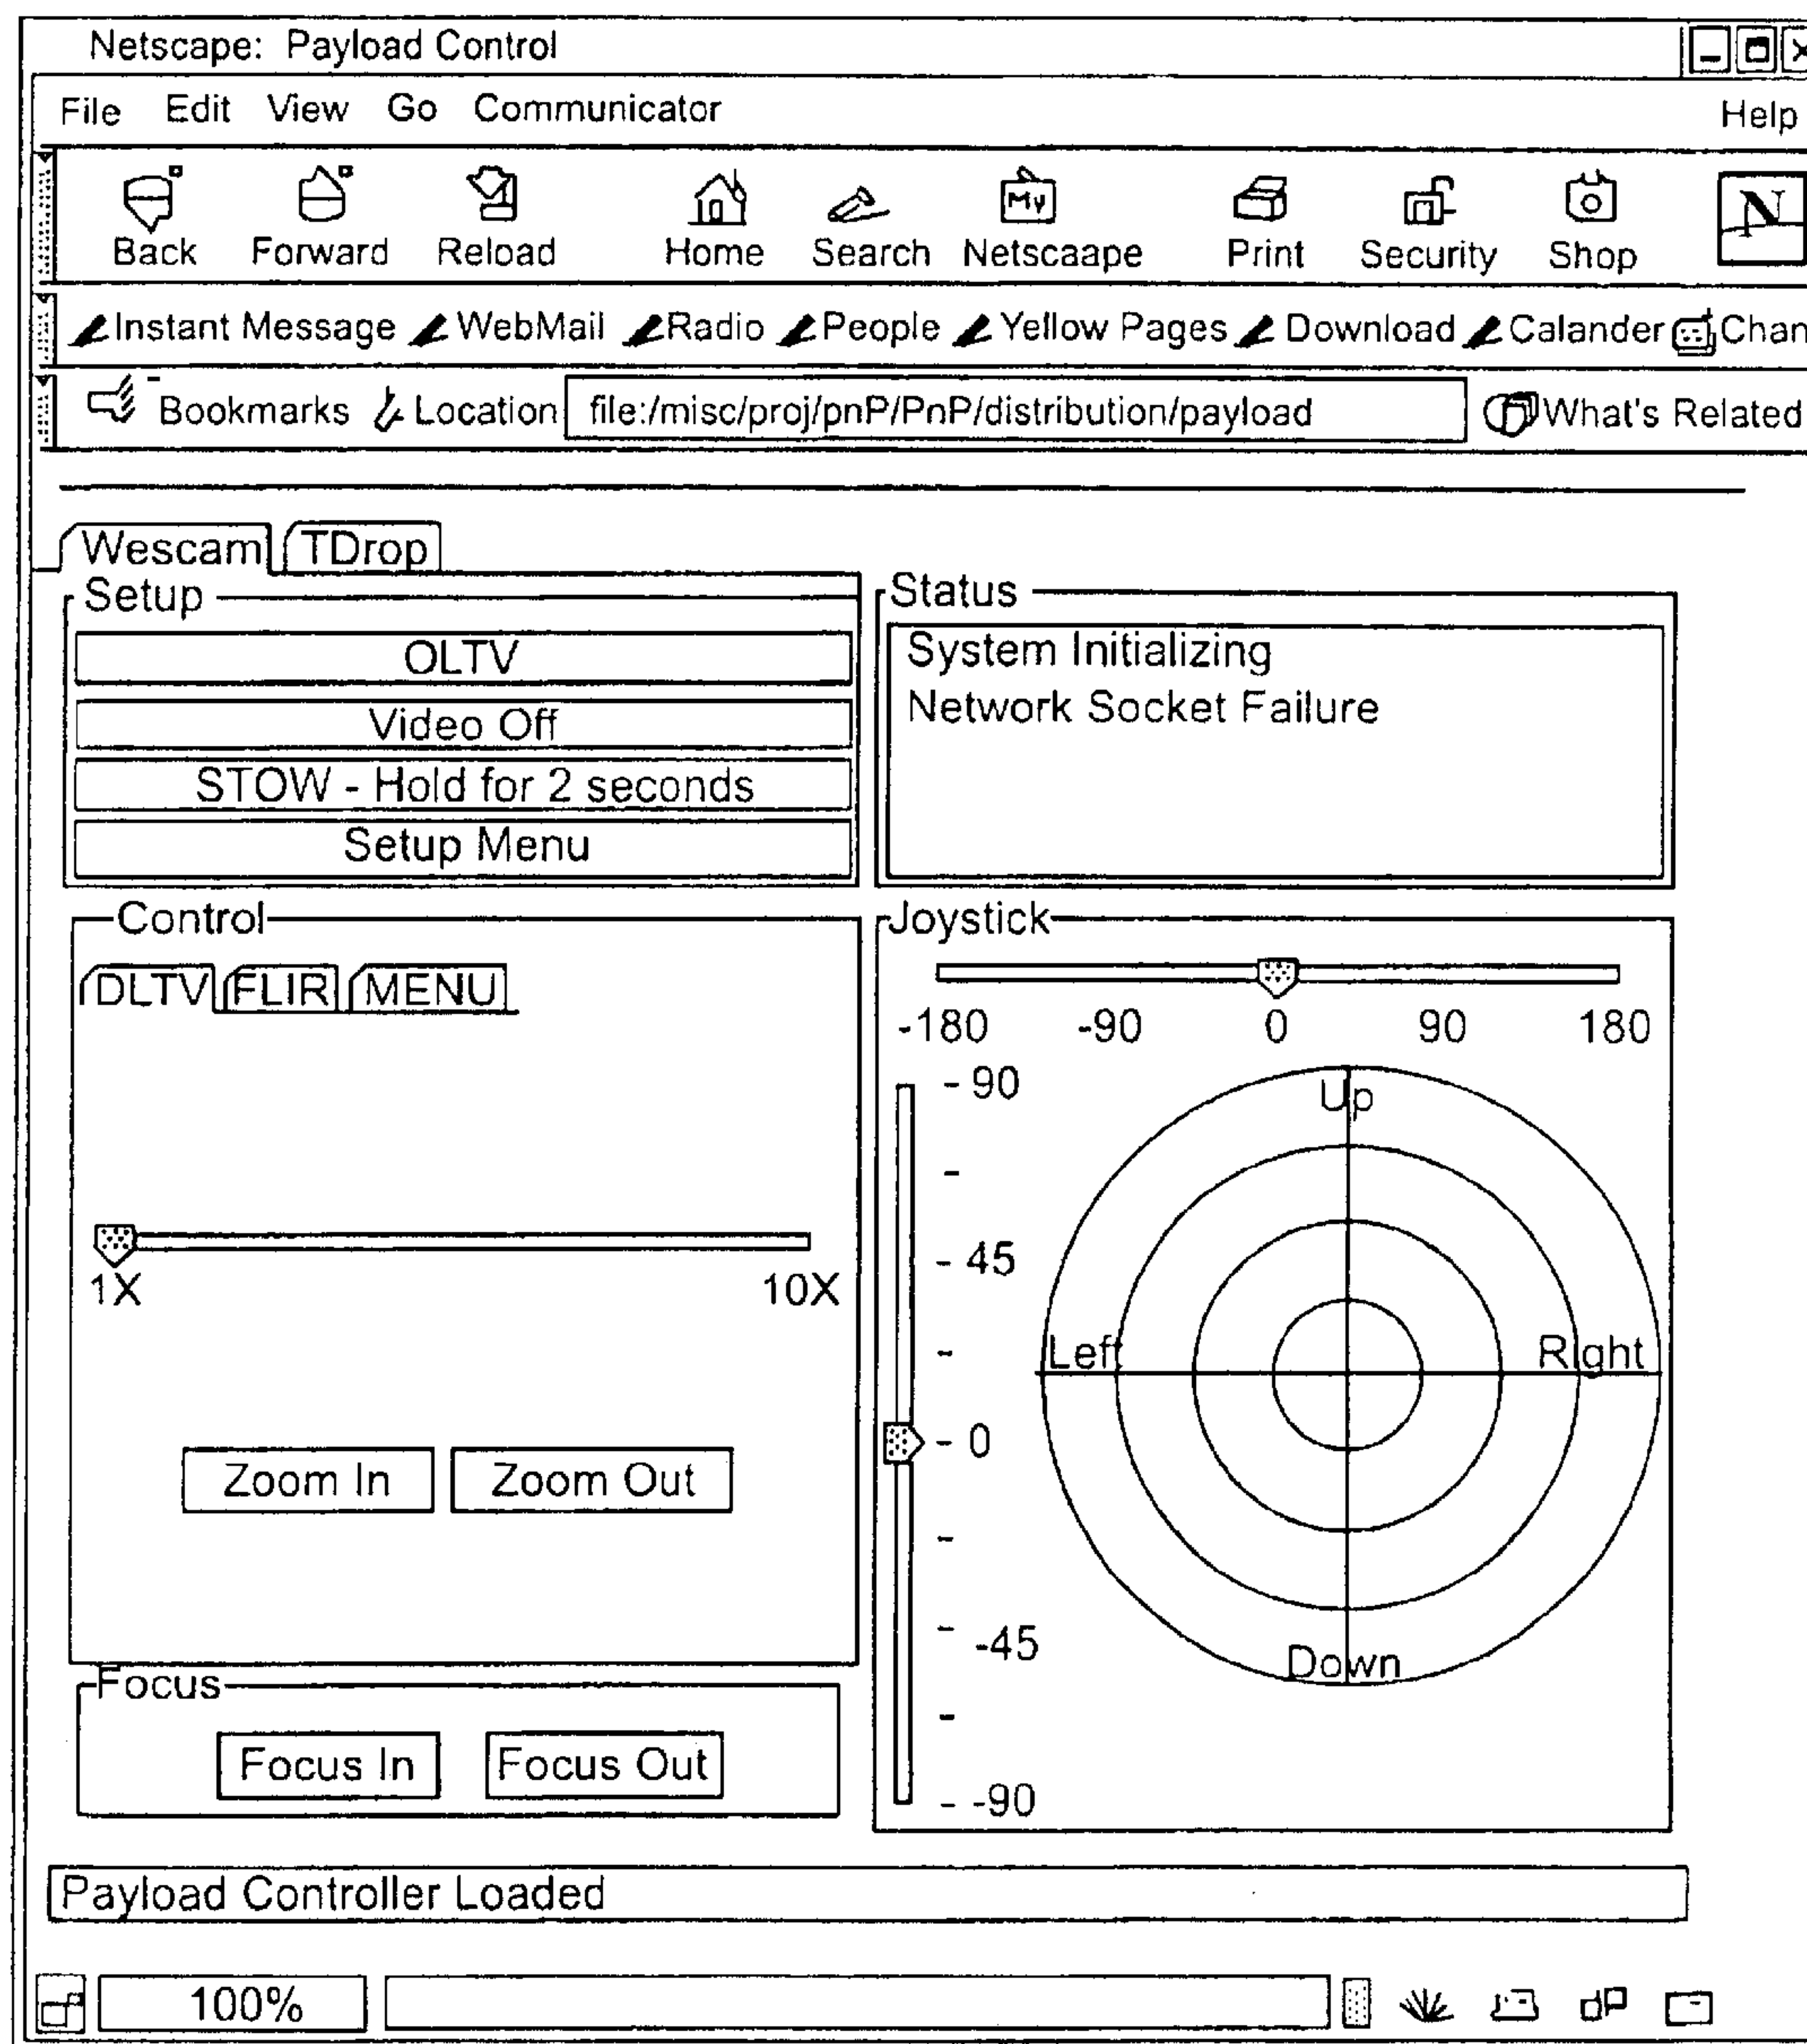 Netscape: Payload Control
File Edit View Go Communicator Help
My
N
Back Forward Reload Home Search Netscaape Print Security Shop
Instant Message WebMail Radio People Yellow Pages Download Calander Chan
Bookmarks Location file:/misc/proj/pnP/PnP/distribution/payload What's Related
Wescam TDrop
Setup
OLTV
Video Off
STOW - Hold for 2 seconds
Setup Menu
Status
System Initializing
Network Socket Failure
Control
DLTV FLIR MENU
1X 10X
Zoom In Zoom Out
Focus
Focus In Focus Out
Joystick
-180 -90 0 90 180
- 90
-
- 45
-
- 0
-
- -45
-
- -90
Up
Left Right
Down
Payload Controller Loaded
100%